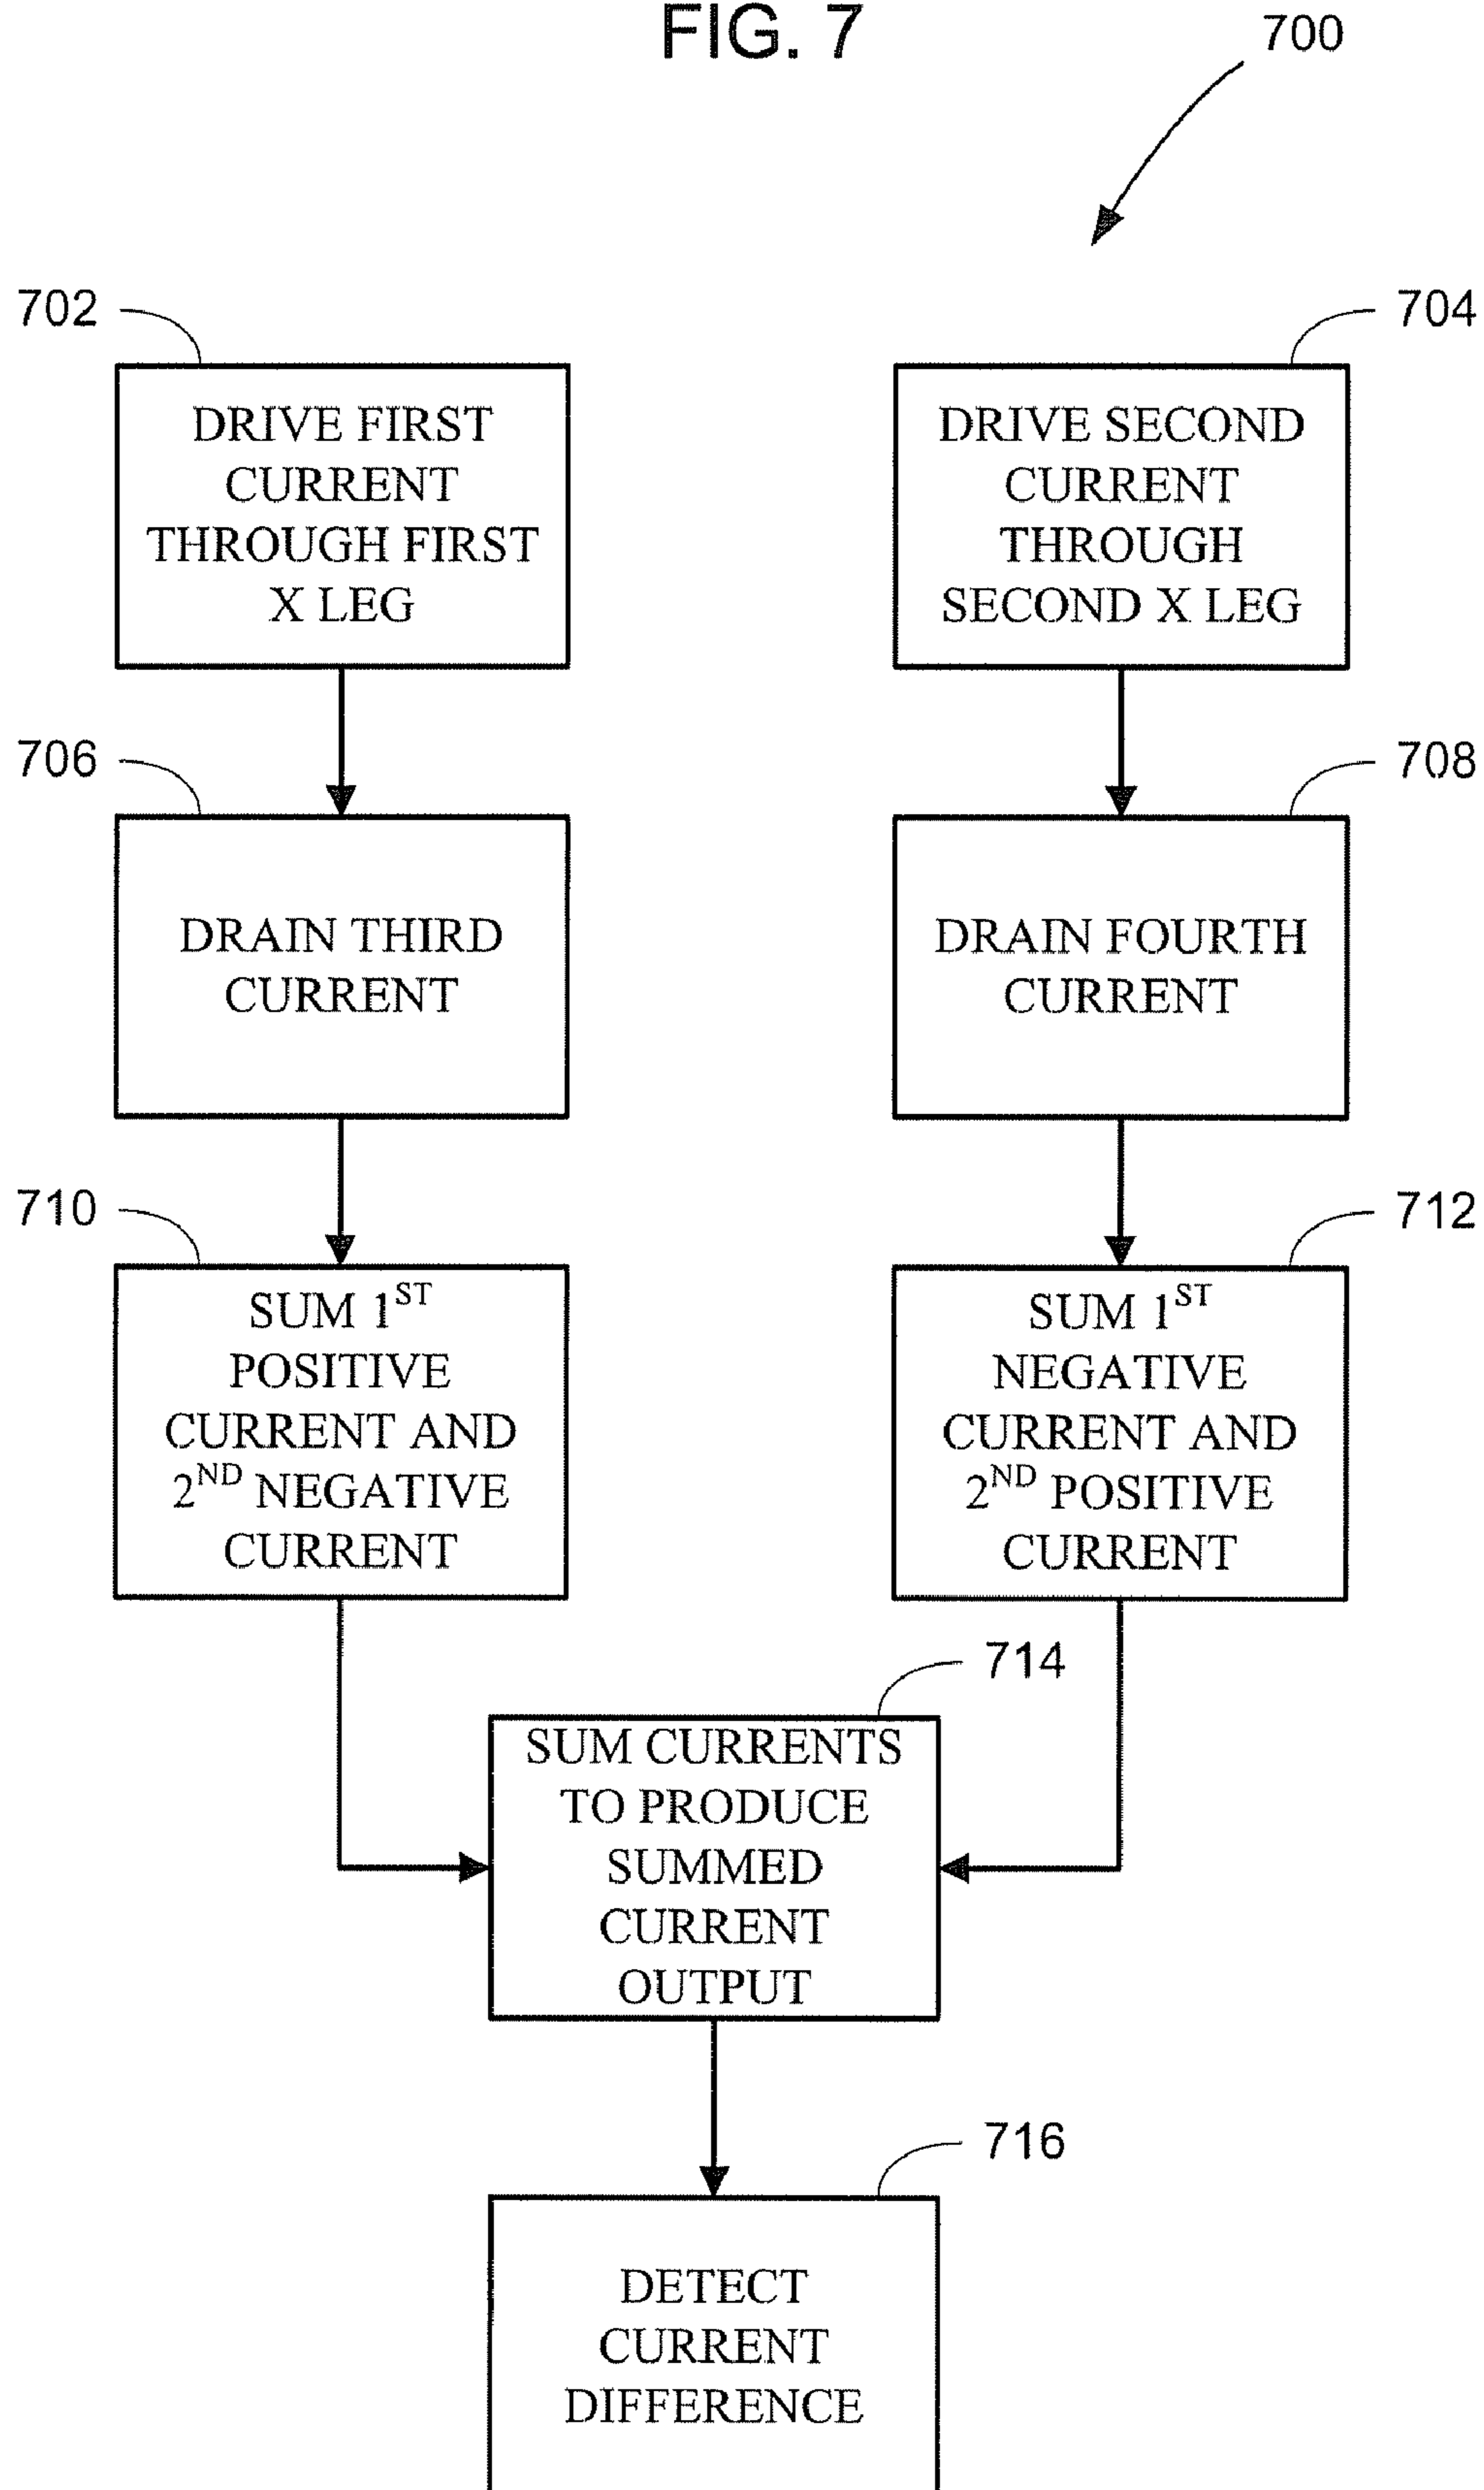 FIG. 7
700
702
704
DRIVE FIRST
CURRENT
THROUGH FIRST
X LEG
DRIVE SECOND
CURRENT
THROUGH
SECOND X LEG
706
708
DRAIN THIRD
CURRENT
DRAIN FOURTH
CURRENT
710
712
SUM 1ST
POSITIVE
CURRENT AND
2ND NEGATIVE
CURRENT
SUM 1ST
NEGATIVE
CURRENT AND
2ND POSITIVE
CURRENT
714
SUM CURRENTS
TO PRODUCE
SUMMED
CURRENT
OUTPUT
716
DETECT
CURRENT
DIFFERENCE